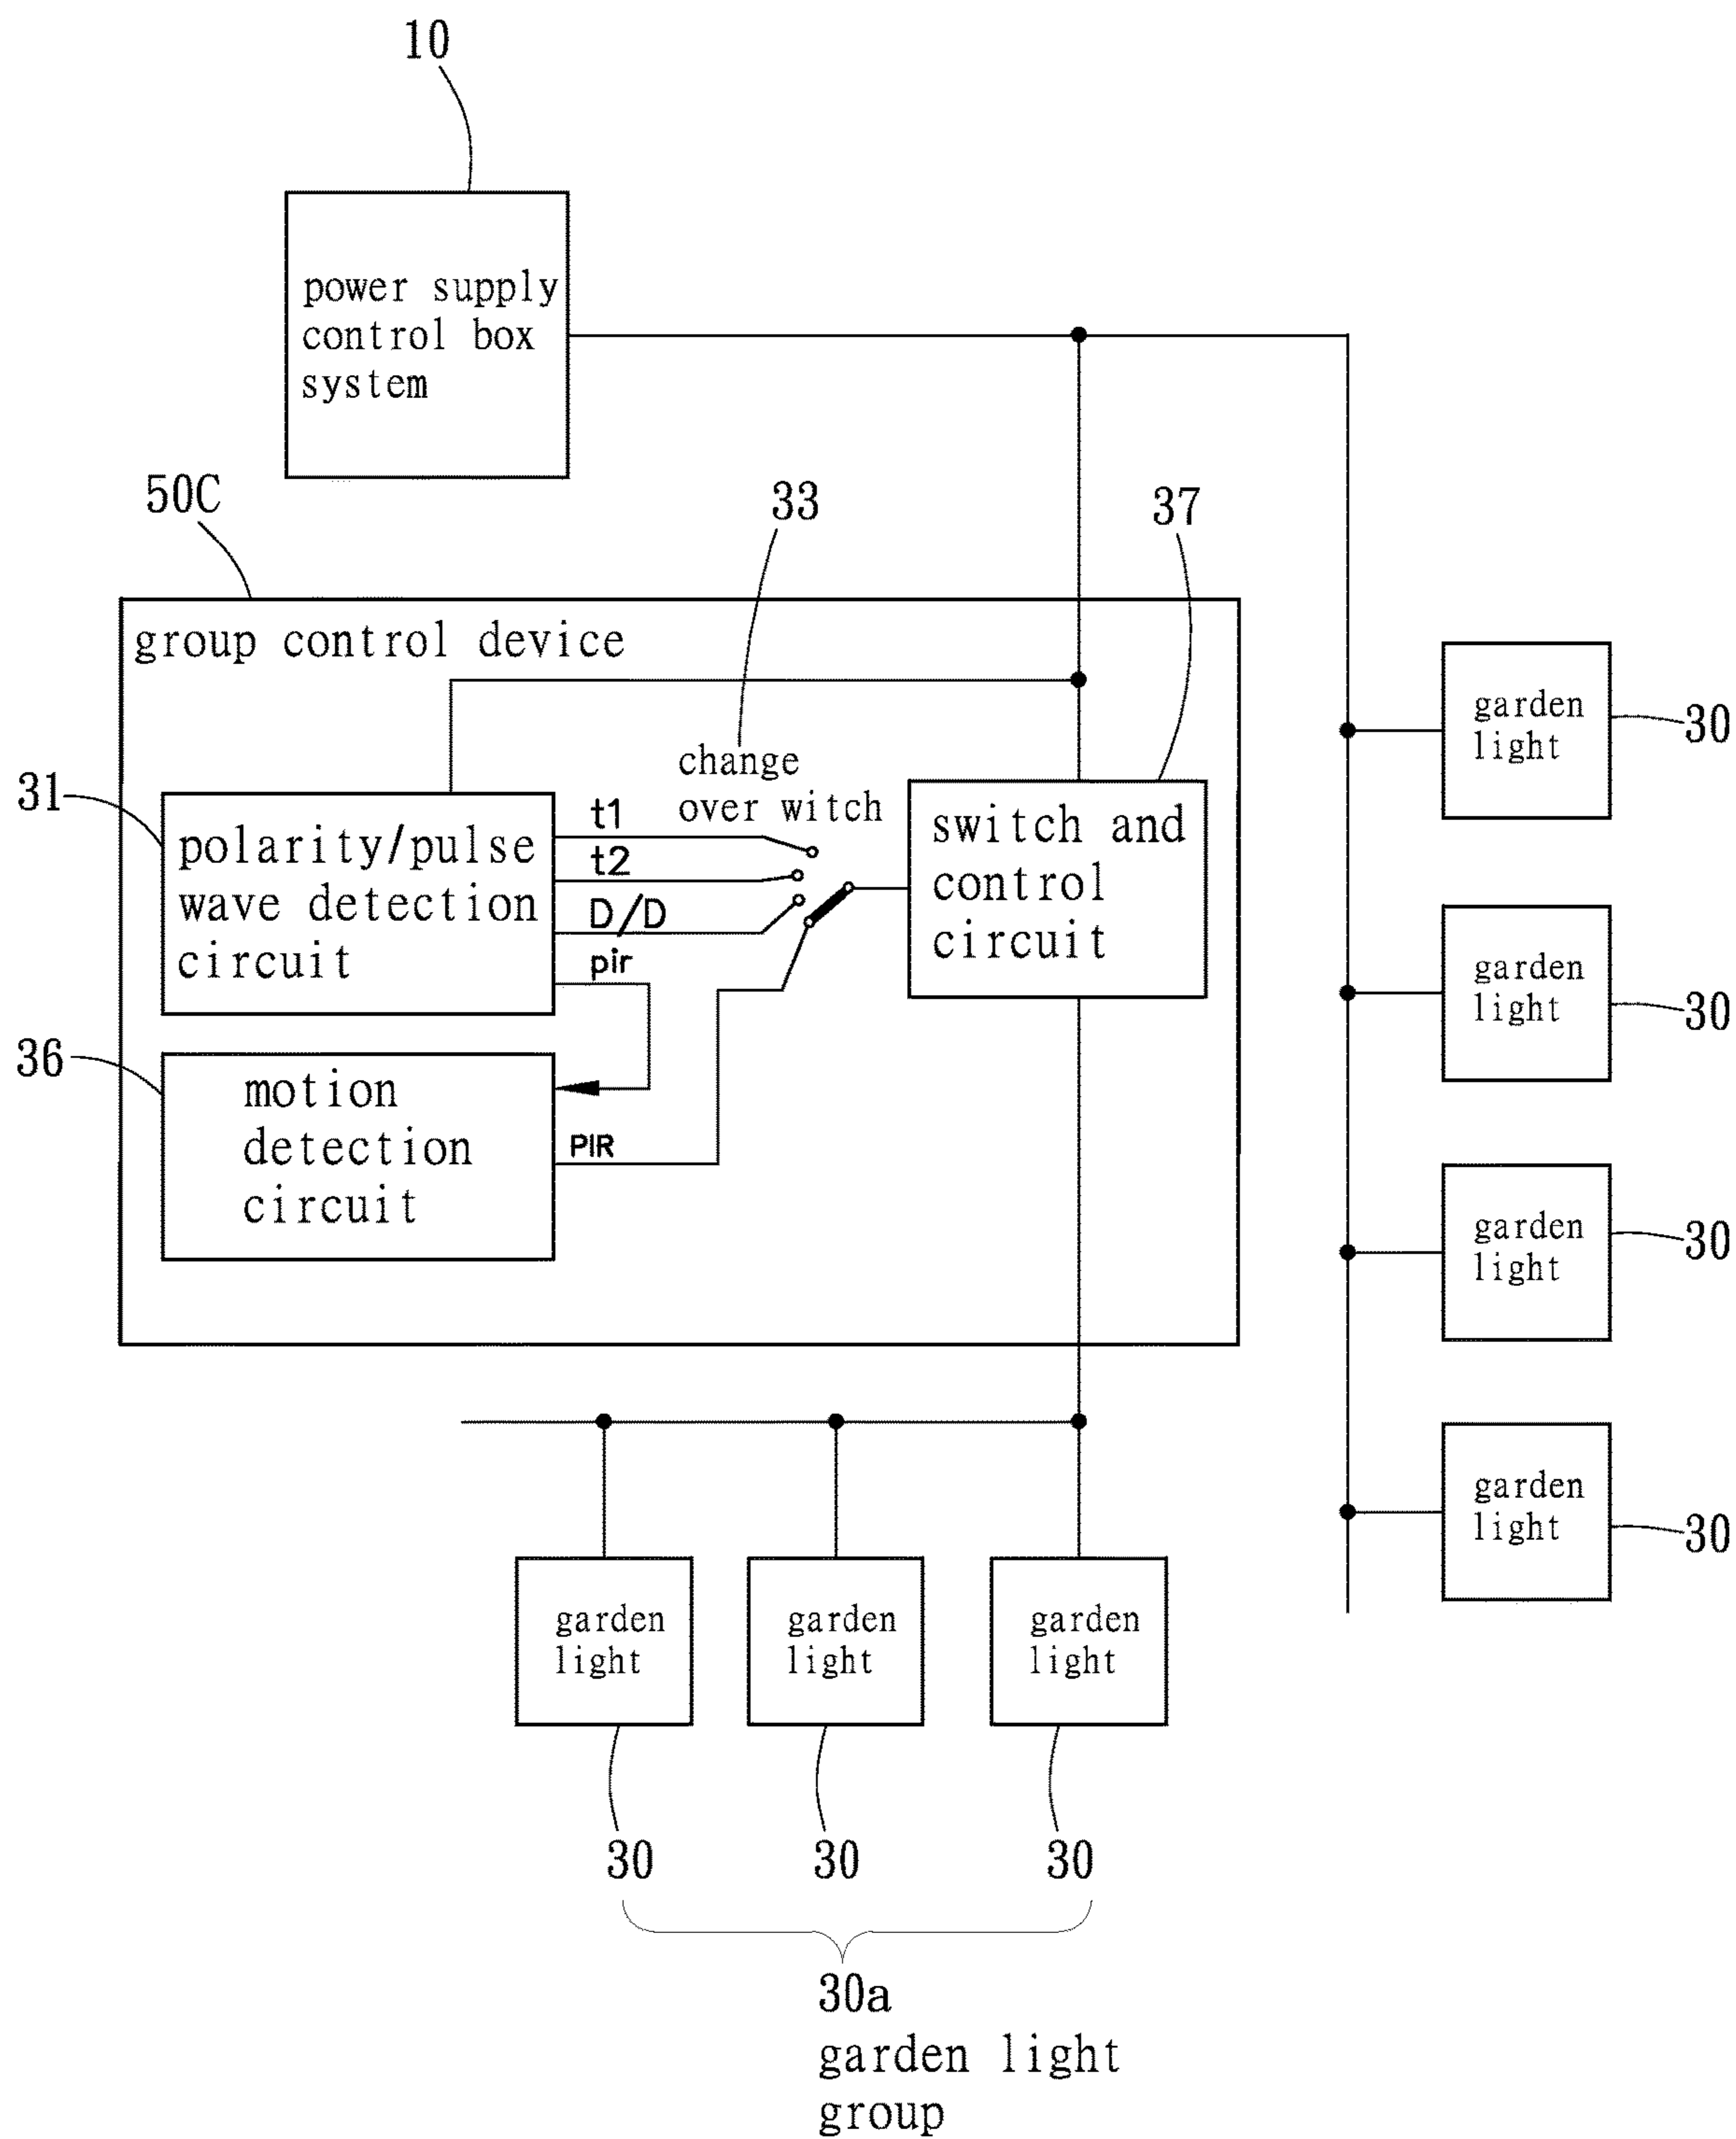 10
power supply
control box
system
50C
33
37
group control device
change
over witch
31
polarity/pulse
wave detection
circuit
t1
t2
D/D
pir
switch and
control
circuit
36
motion
detection
circuit
PIR
garden
light
30
garden
light
30
garden
light
30
garden
light
30
garden
light
garden
light
garden
light
30
30
30
30a
garden light
group